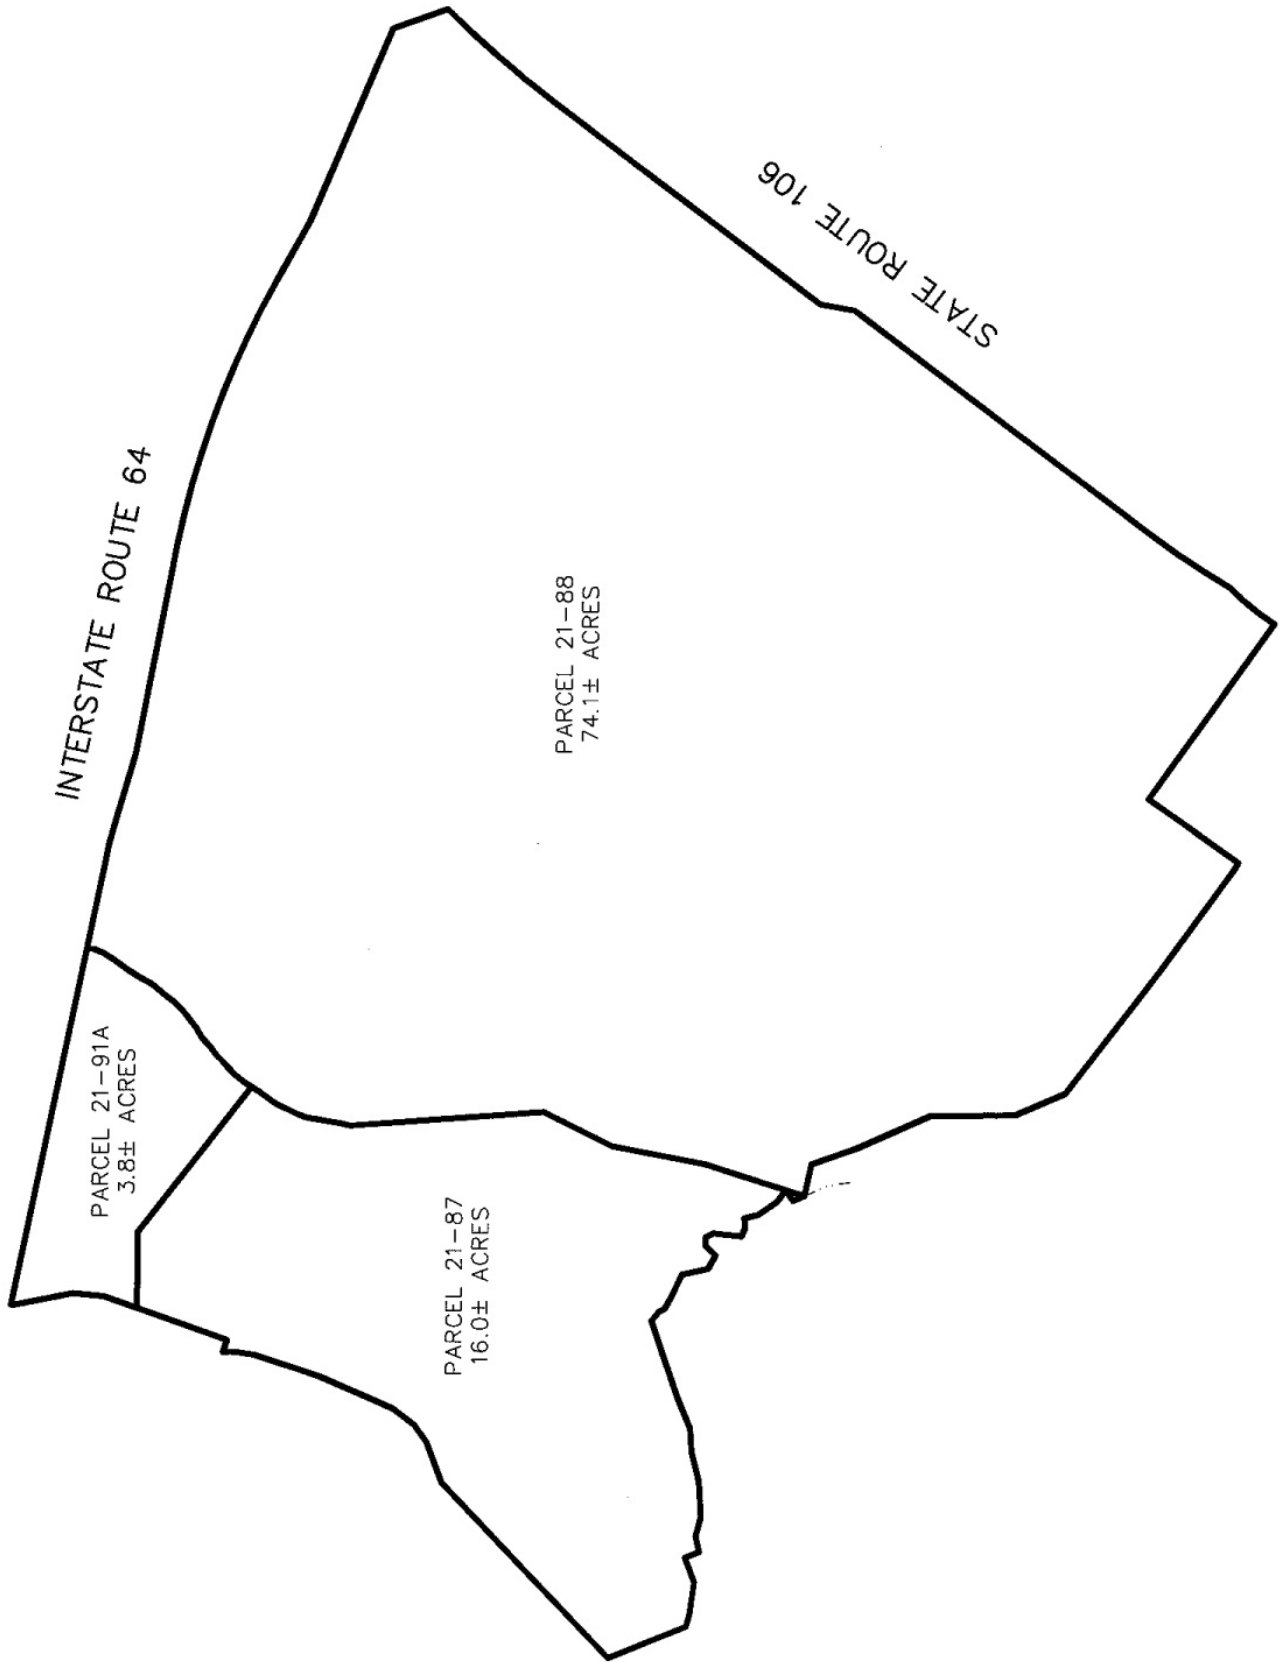 INTERSTATE ROUTE 64
STATE ROUTE 106
PARCEL 21-91A
3.8± ACRES
PARCEL 21-87
16.0± ACRES
PARCEL 21-88
74.1± ACRES